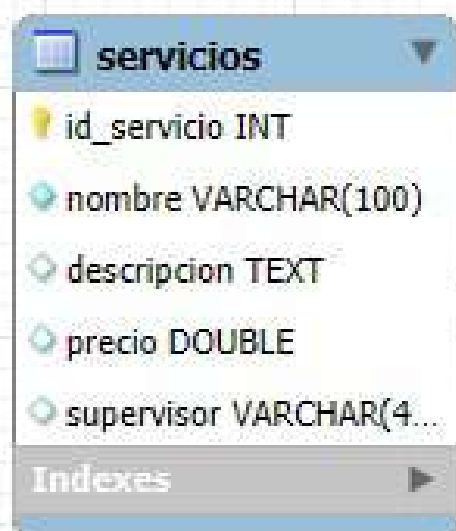 servicios
id_servicio INT
nombre VARCHAR(100)
descripcion TEXT
precio DOUBLE
supervisor VARCHAR(4...
Indexes